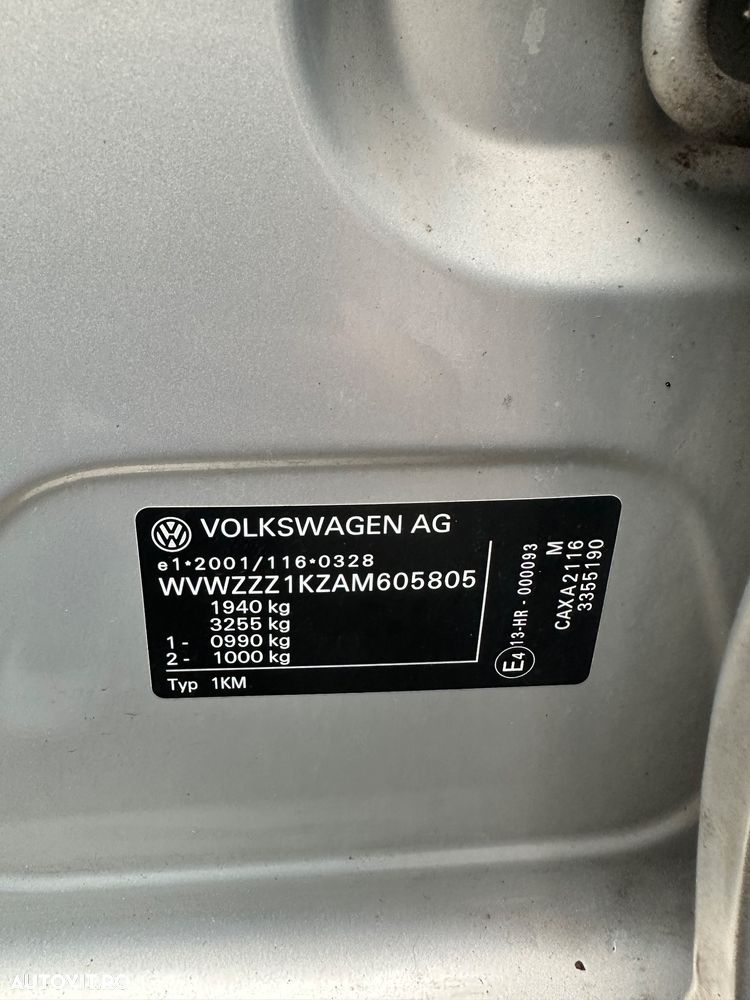 VOLKSWAGEN AG
e1*2001/116*0328
WVWZZZ1KZAM605805
1940 kg
3255 kg
1- 0990 kg
2- 1000 kg
Typ 1KM
E4 13-HR - 000093
M
CAXA2116
3355190
AUTOVIT.RO